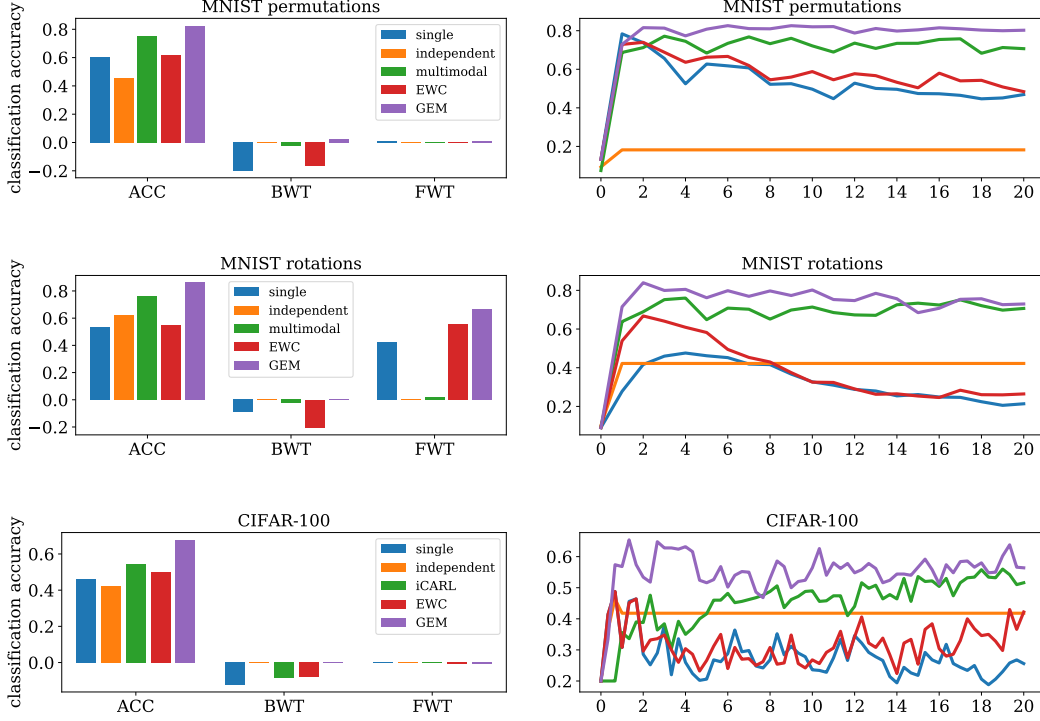 MNIST permutations
classification accuracy
0.8
0.6
0.4
0.2
0.0
−0.2
ACC
BWT
FWT
single
independent
multimodal
EWC
GEM
MNIST permutations
0.8
0.6
0.4
0.2
0 2 4 6 8 10 12 14 16 18 20
MNIST rotations
classification accuracy
0.8
0.6
0.4
0.2
0.0
−0.2
ACC
BWT
FWT
single
independent
multimodal
EWC
GEM
MNIST rotations
0.8
0.6
0.4
0.2
0 2 4 6 8 10 12 14 16 18 20
CIFAR-100
classification accuracy
0.6
0.4
0.2
0.0
ACC
BWT
FWT
single
independent
iCARL
EWC
GEM
CIFAR-100
0.6
0.5
0.4
0.3
0.2
0 2 4 6 8 10 12 14 16 18 20